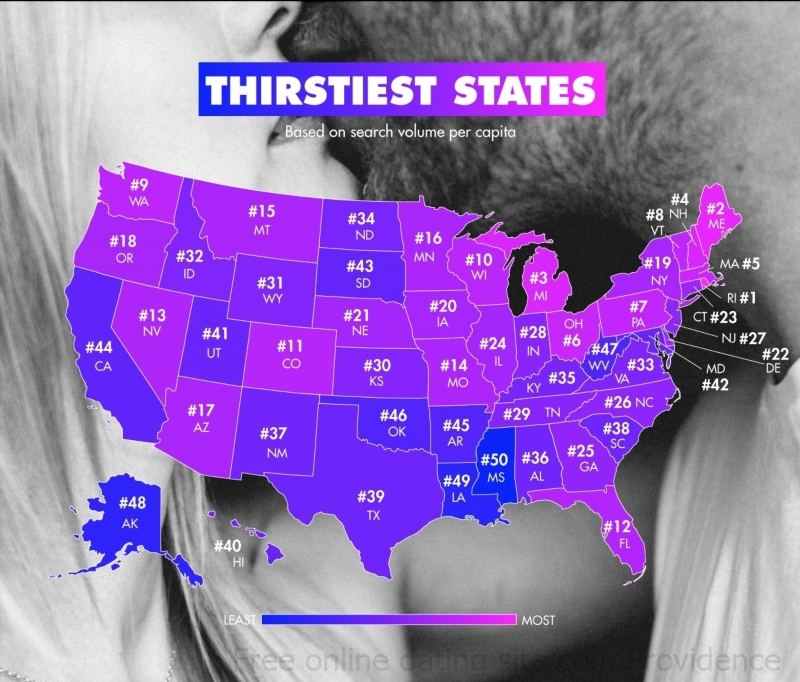 THIRSTIEST STATES
Based on search volume per capita
#9
WA
#15
MT
#34
ND
#16
MN
#10
WI
#3
MI
#8
VT
#4
NH
#2
ME
#18
OR
#32
ID
#43
SD
#19
NY
MA #5
RI #1
CT #23
NJ #27
#22
DE
MD
#42
#31
WY
#21
NE
#20
IA
#24
IL
#28
IN
OH
#6
#7
PA
#13
NV
#41
UT
#11
CO
#44
CA
#30
KS
#14
MO
KY #35
#47
WV
#33
VA
#17
AZ
#37
NM
#46
OK
#45
AR
#29 TN
#26 NC
#38
SC
#39
TX
#49
LA
#50
MS
#36
AL
#25
GA
#12
FL
#48
AK
#40
HI
LEAST
MOST
Free online dating site com providence